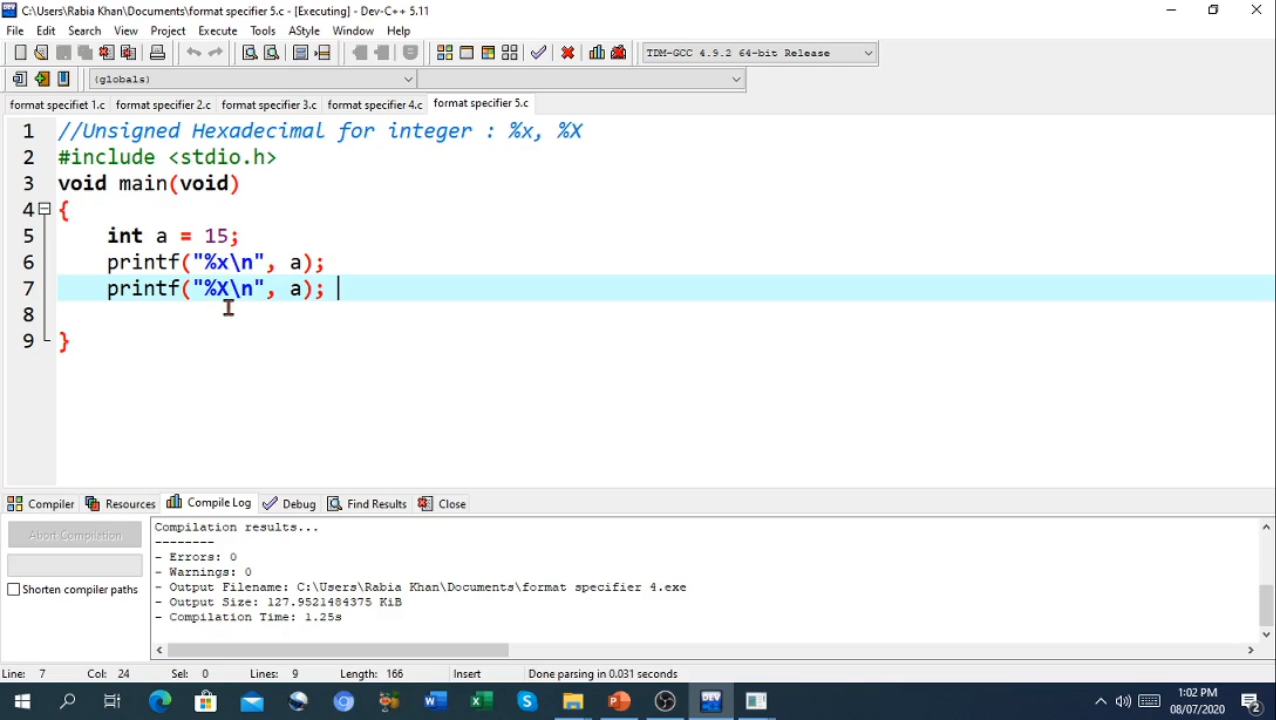 C:\Users\Rabia Khan\Documents\format specifier 5.c - [Executing] - Dev-C++ 5.11
File Edit Search View Project Execute Tools AStyle Window Help
TDM-GCC 4.9.2 64-bit Release
(globals)
format specifiet 1.c format specifier 2.c format specifier 3.c format specifier 4.c format specifier 5.c
1 //Unsigned Hexadecimal for integer : %x, %X
2 #include <stdio.h>
3 void main(void)
4 {
5 int a = 15;
6 printf("%x\n", a);
7 printf("%X\n", a);
8
9 }
Compiler Resources Compile Log Debug Find Results Close
Abort Compilation
Shorten compiler paths
Compilation results...
--------
- Errors: 0
- Warnings: 0
- Output Filename: C:\Users\Rabia Khan\Documents\format specifier 4.exe
- Output Size: 127.9521484375 KiB
- Compilation Time: 1.25s
Line: 7 Col: 24 Sel: 0 Lines: 9 Length: 166 Insert Done parsing in 0.031 seconds
DEV
1:02 PM
08/07/2020
2